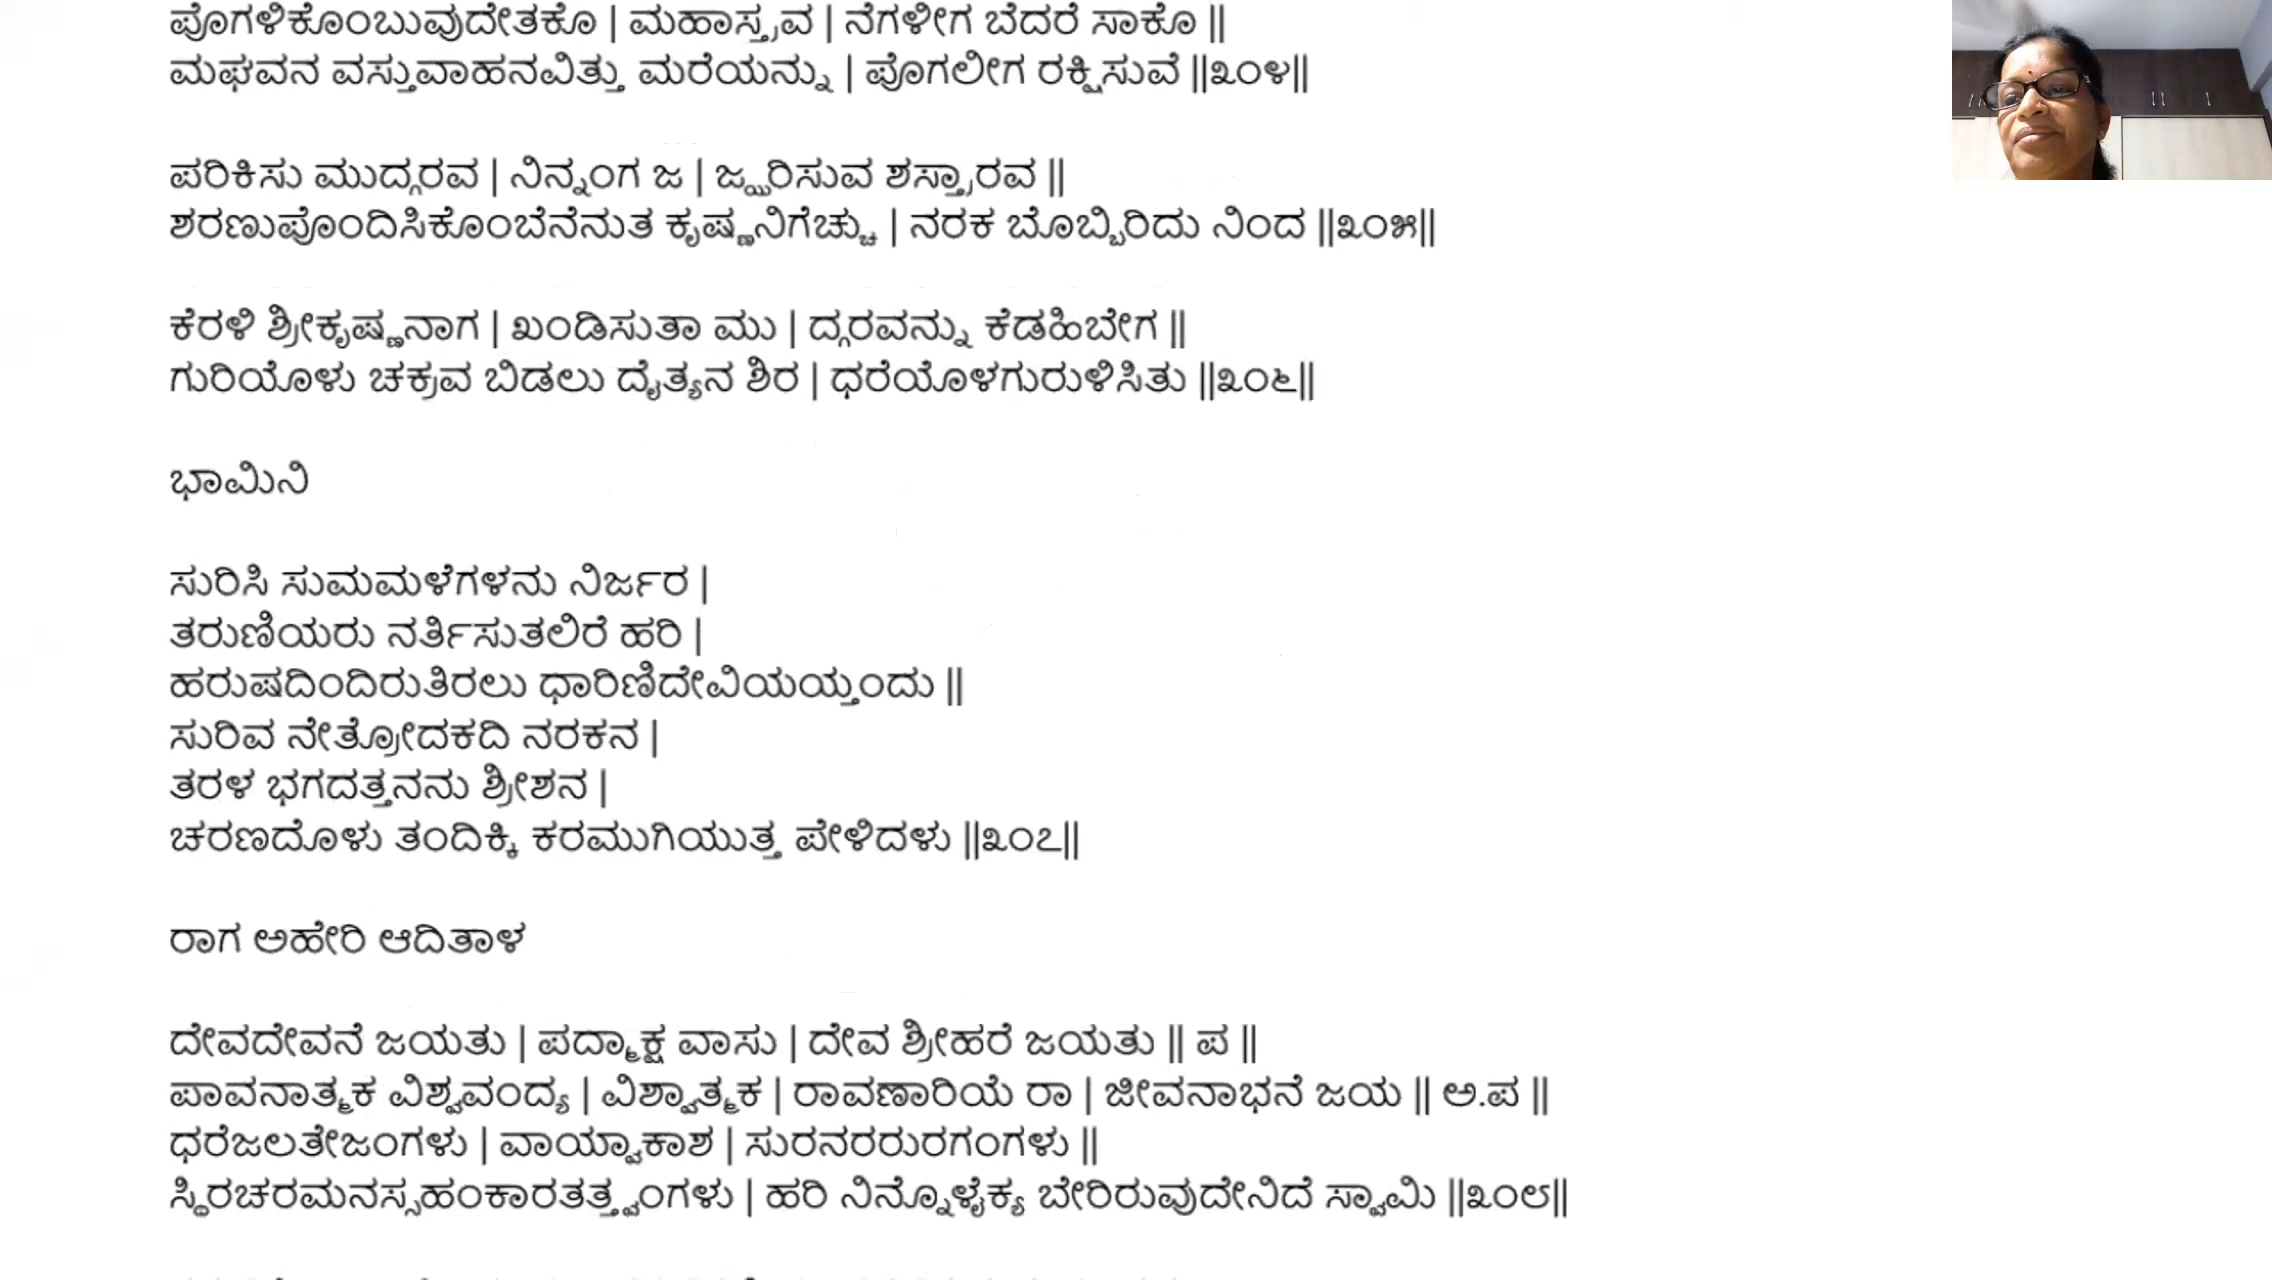 ಪೊಗಳಿಕೊಂಬುವುದೇತಕೊ | ಮಹಾಸ್ತ್ರವ | ನೆಗಳೀಗ ಬೆದರೆ ಸಾಕೊ ||
ಮಘವನ ವಸ್ತುವಾಹನವಿತ್ತು ಮರೆಯನ್ನು | ಪೊಗಲೀಗ ರಕ್ಷಿಸುವೆ ||೩೦೪||
ಪರಿಕಿಸು ಮುದ್ಗರವ | ನಿನ್ನಂಗ ಜ | ಜ್ಝರಿಸುವ ಶಸ್ತ್ರಾರವ ||
ಶರಣುಪೊಂದಿಸಿಕೊಂಬೆನೆನುತ ಕೃಷ್ಣನಿಗೆಚ್ಚು | ನರಕ ಬೊಬ್ಬಿರಿದು ನಿಂದ ||೩೦೫||
ಕೆರಳಿ ಶ್ರೀಕೃಷ್ಣನಾಗ | ಖಂಡಿಸುತಾ ಮು | ದ್ಗರವನ್ನು ಕೆಡಹಿಬೇಗ ||
ಗುರಿಯೊಳು ಚಕ್ರವ ಬಿಡಲು ದೈತ್ಯನ ಶಿರ | ಧರೆಯೊಳಗುರುಳಿಸಿತು ||೩೦೬||
ಭಾಮಿನಿ
ಸುರಿಸಿ ಸುಮಮಳೆಗಳನು ನಿರ್ಜರ |
ತರುಣಿಯರು ನರ್ತಿಸುತಲಿರೆ ಹರಿ |
ಹರುಷದಿಂದಿರುತಿರಲು ಧಾರಿಣಿದೇವಿಯಯ್ತಂದು ||
ಸುರಿವ ನೇತ್ರೋದಕದಿ ನರಕನ |
ತರಳ ಭಗದತ್ತನನು ಶ್ರೀಶನ |
ಚರಣದೊಳು ತಂದಿಕ್ಕಿ ಕರಮುಗಿಯುತ್ತ ಪೇಳಿದಳು ||೩೦೭||
ರಾಗ ಅಹೇರಿ ಆದಿತಾಳ
ದೇವದೇವನೆ ಜಯತು | ಪದ್ಮಾಕ್ಷ ವಾಸು | ದೇವ ಶ್ರೀಹರೆ ಜಯತು || ಪ ||
ಪಾವನಾತ್ಮಕ ವಿಶ್ವವಂದ್ಯ | ವಿಶ್ವಾತ್ಮಕ | ರಾವಣಾರಿಯೆ ರಾ | ಜೀವನಾಭನೆ ಜಯ || ಅ.ಪ ||
ಧರೆಜಲತೇಜಂಗಳು | ವಾಯ್ವಾಕಾಶ | ಸುರನರರುರಗಂಗಳು ||
ಸ್ಥಿರಚರಮನಸ್ಸಹಂಕಾರತತ್ತ್ವಂಗಳು | ಹರಿ ನಿನ್ನೊಳೈಕ್ಯ ಬೇರಿರುವುದೇನಿದೆ ಸ್ವಾಮಿ ||೩೦೮||